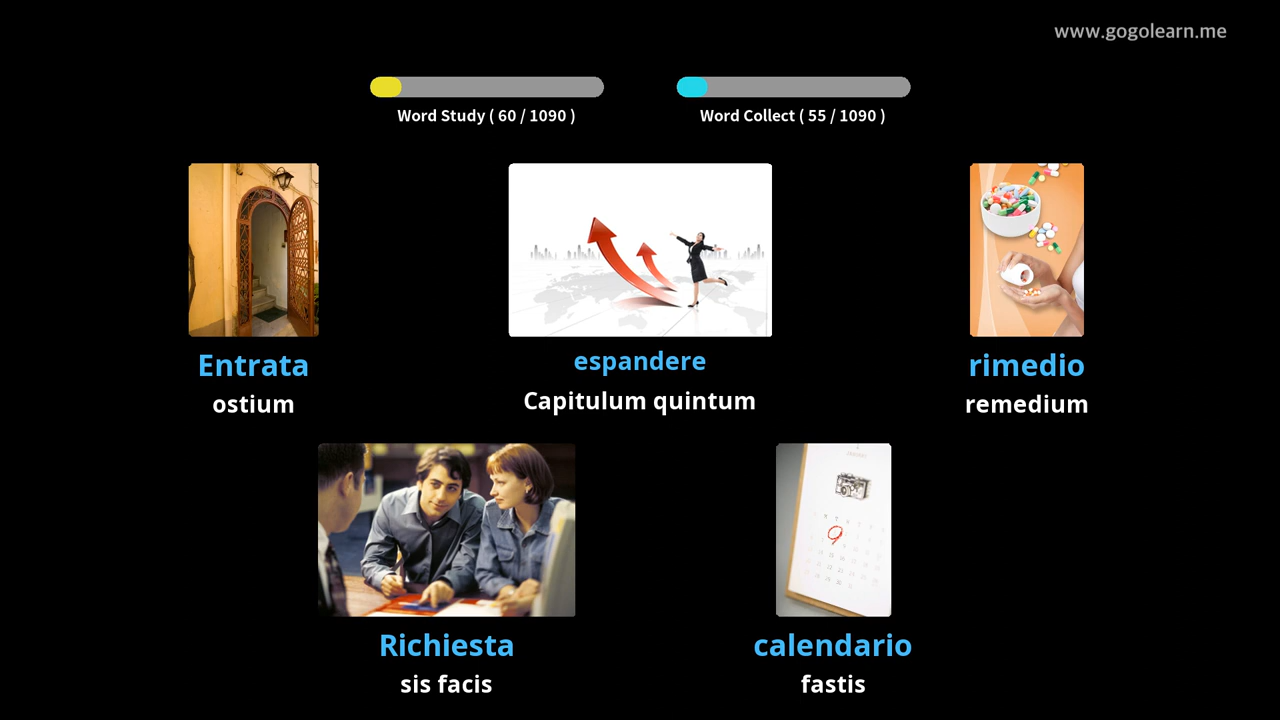 www.gogolearn.me
Word Study ( 60 / 1090 )
Word Collect ( 55 / 1090 )
Entrata
ostium
espandere
Capitulum quintum
rimedio
remedium
Richiesta
sis facis
calendario
fastis